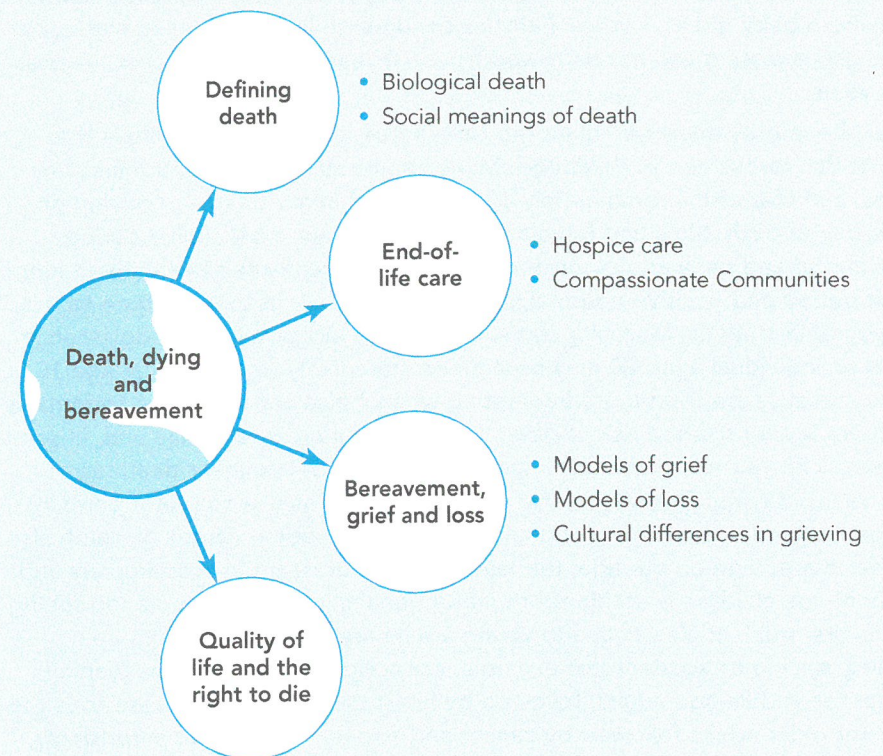 Defining
death
• Biological death
• Social meanings of death
End-of-
life care
• Hospice care
• Compassionate Communities
Death, dying
and
bereavement
Bereavement,
grief and loss
• Models of grief
• Models of loss
• Cultural differences in grieving
Quality of
life and the
right to die